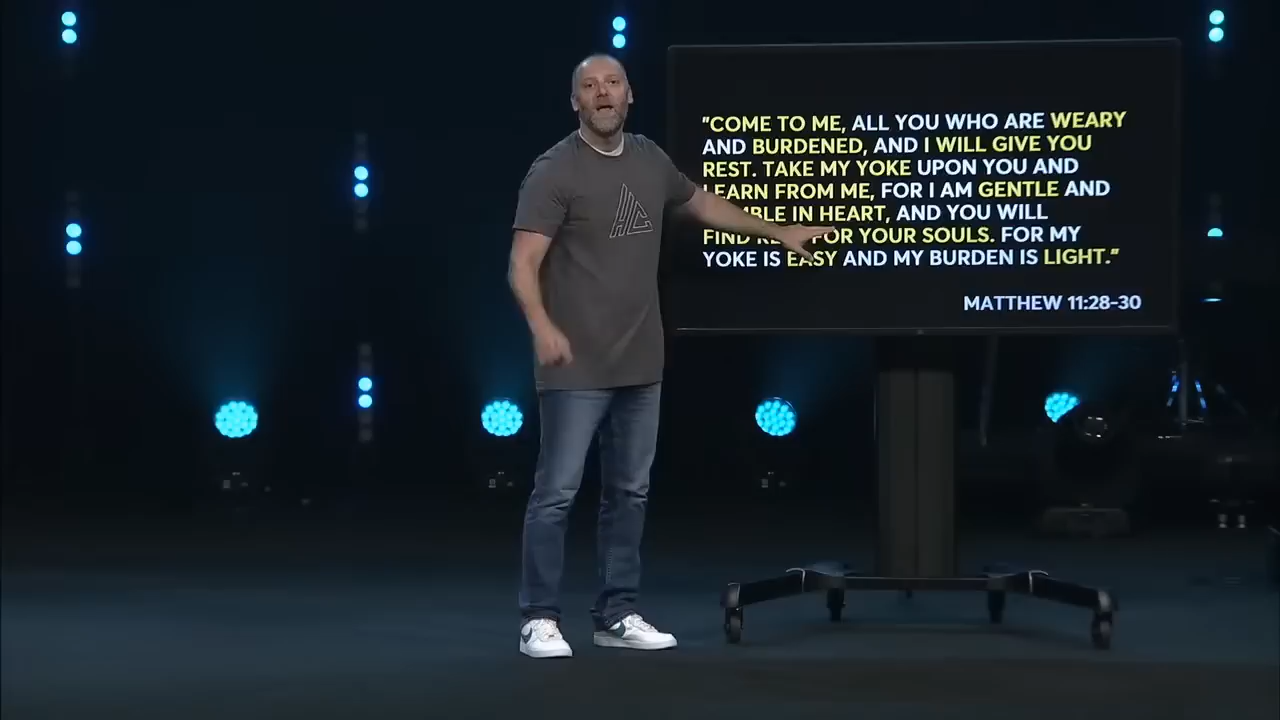 "COME TO ME, ALL YOU WHO ARE WEARY
AND BURDENED, AND I WILL GIVE YOU
REST. TAKE MY YOKE UPON YOU AND
LEARN FROM ME, FOR I AM GENTLE AND
IN HEART, AND YOU WILL
FIND FOR YOUR SOULS. FOR MY
YOKE IS EASY AND MY BURDEN IS LIGHT."
MATTHEW 11:28-30
HC